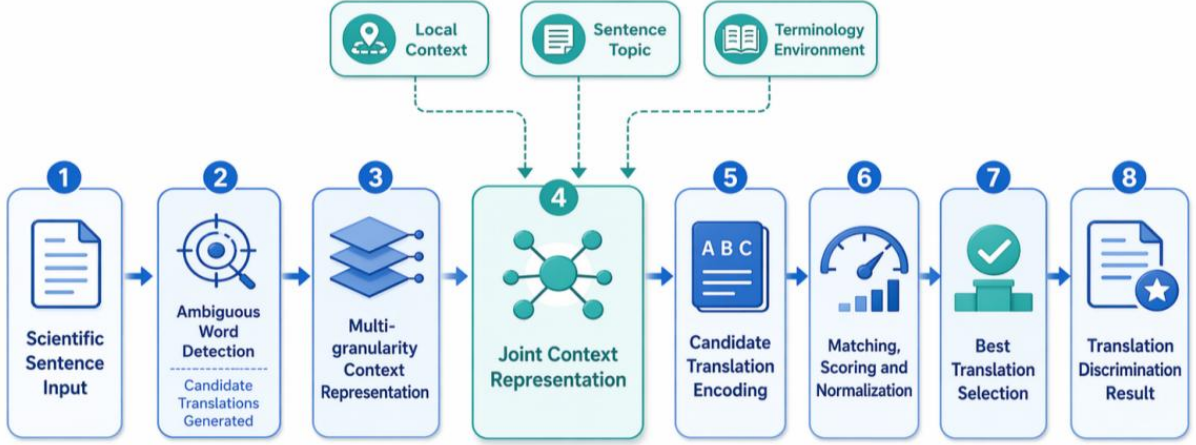 Local
Context
Sentence
Topic
Terminology
Environment
1
Scientific
Sentence
Input
2
Ambiguous
Word
Detection
Candidate
Translations
Generated
3
Multi-
granularity
Context
Representation
4
Joint Context
Representation
5
A B C
Candidate
Translation
Encoding
6
Matching,
Scoring and
Normalization
7
Best
Translation
Selection
8
Translation
Discrimination
Result